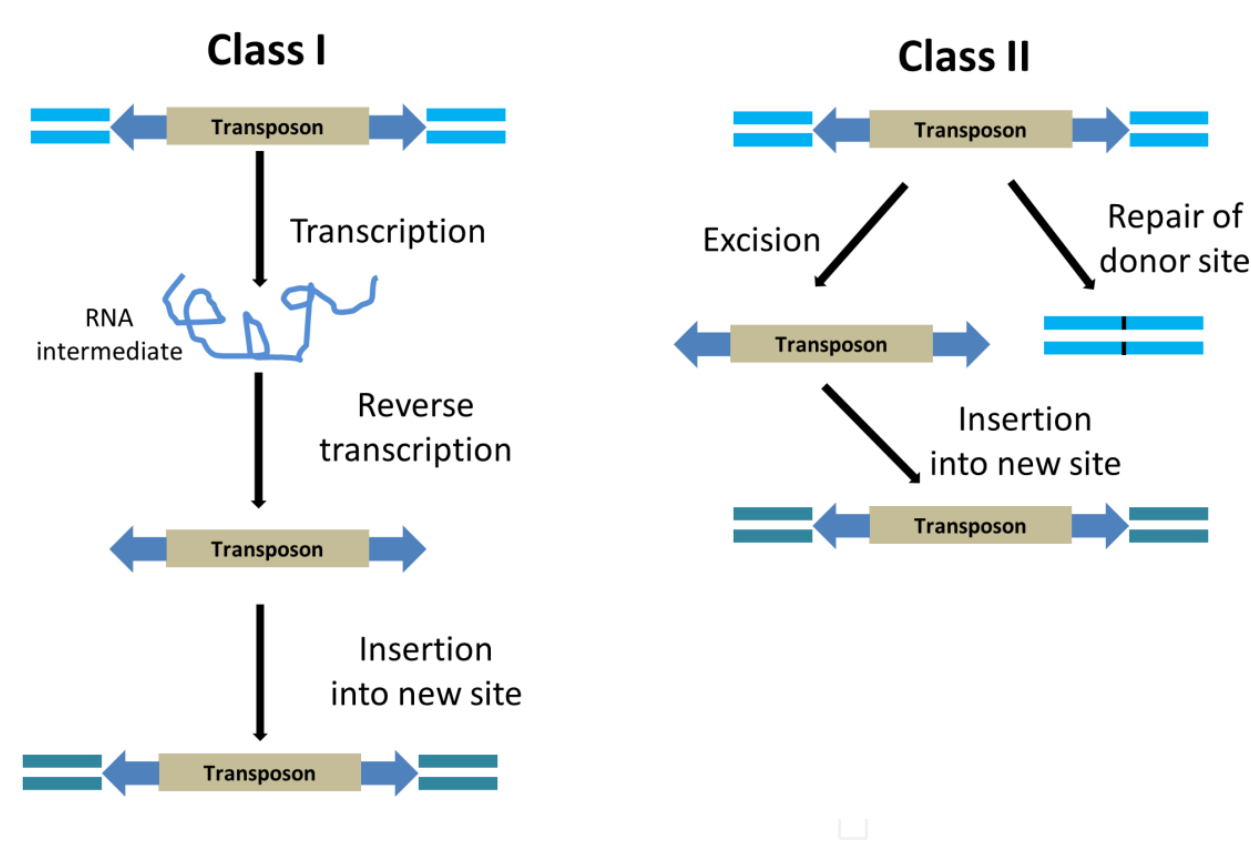 Class I
Transposon
Transcription
RNA
intermediate
Reverse
transcription
Transposon
Insertion
into new site
Transposon
Class II
Transposon
Excision
Repair of
donor site
Transposon
Insertion
into new site
Transposon